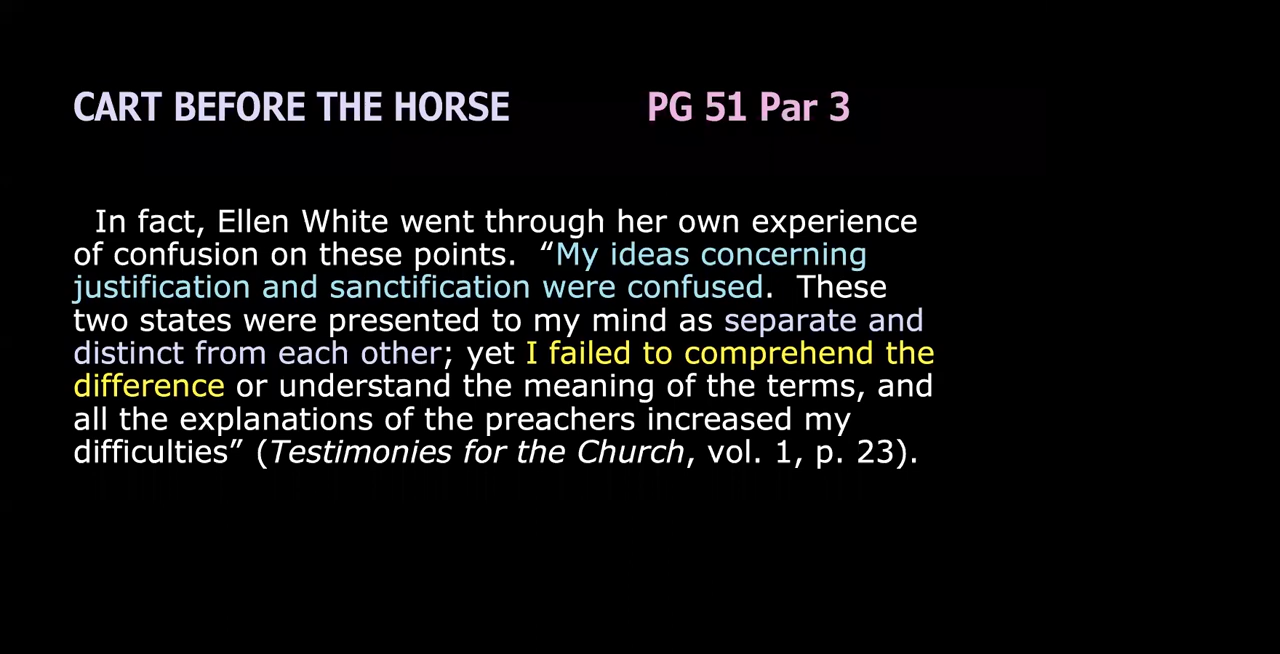 CART BEFORE THE HORSE PG 51 Par 3
In fact, Ellen White went through her own experience
of confusion on these points. “My ideas concerning
justification and sanctification were confused. These
two states were presented to my mind as separate and
distinct from each other; yet I failed to comprehend the
difference or understand the meaning of the terms, and
all the explanations of the preachers increased my
difficulties” (Testimonies for the Church, vol. 1, p. 23).